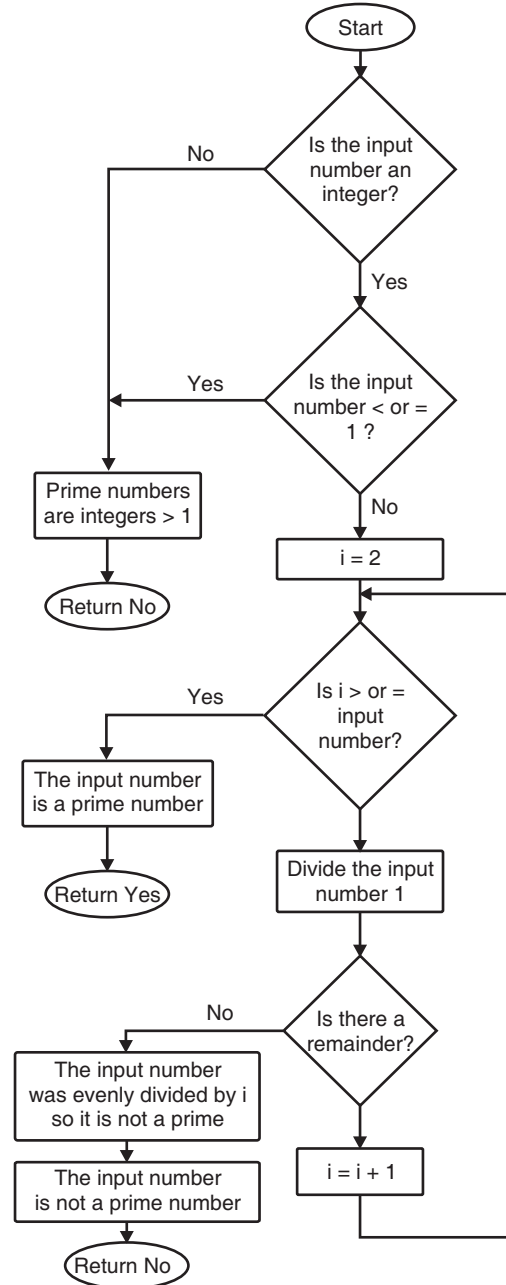 Start
Is the input
number an
integer?
No
Yes
Is the input
number < or =
1 ?
Yes
No
Prime numbers
are integers > 1
Return No
i = 2
Is i > or =
input
number?
Yes
The input number
is a prime number
Return Yes
Divide the input
number 1
Is there a
remainder?
No
The input number
was evenly divided by i
so it is not a prime
The input number
is not a prime number
Return No
i = i + 1